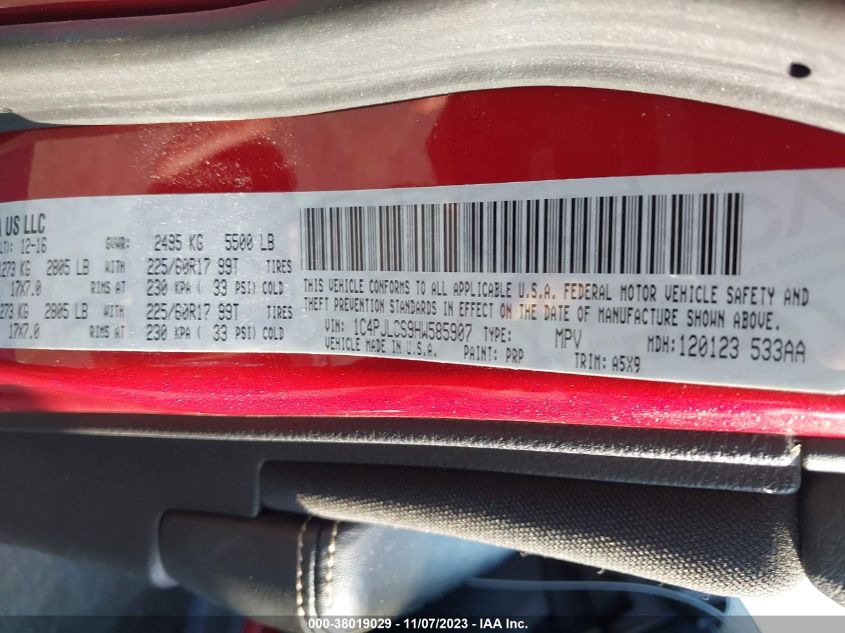 A US LLC
LTI: 12-16 GVWR: 2495 KG 5500 LB
1273 KG 2805 LB WITH 225/60R17 99T TIRES
17X7.0 RIMS AT 230 KPA ( 33 PSI) COLD
273 KG 2805 LB WITH 225/60R17 99T TIRES
17X7.0 RIMS AT 230 KPA ( 33 PSI) COLD
THIS VEHICLE CONFORMS TO ALL APPLICABLE U.S.A. FEDERAL MOTOR VEHICLE SAFETY AND
THEFT PREVENTION STANDARDS IN EFFECT ON THE DATE OF MANUFACTURE SHOWN ABOVE.
VIN: 1C4PJLCS9HW585907 TYPE: MPV MDH: 120123 533AA
VEHICLE MADE IN U.S.A. PAINT: PRP TRIM: A5X9
000-38019029 — 11/07/2023 — IAA Inc.